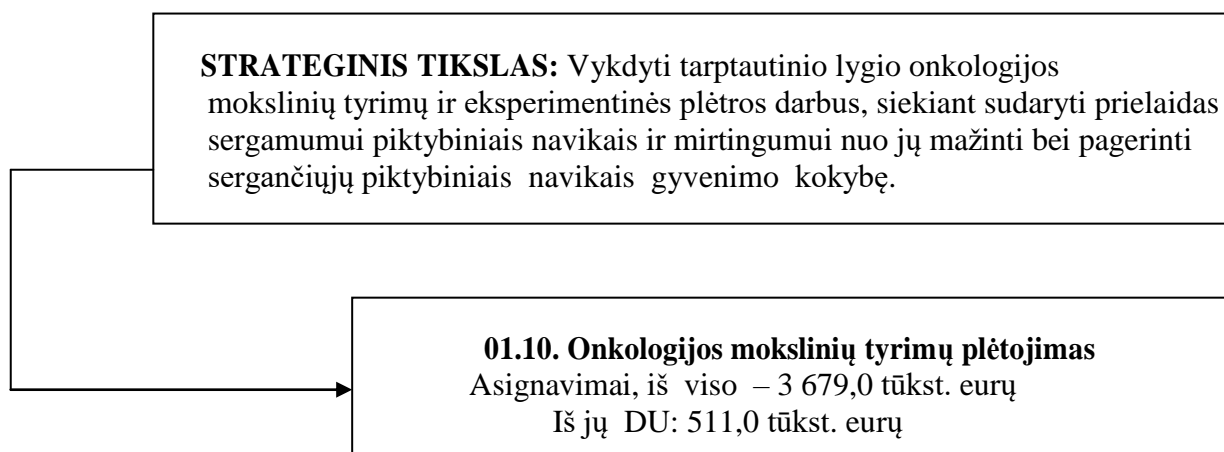 STRATEGINIS TIKSLAS: Vykdyti tarptautinio lygio onkologijos
mokslinių tyrimų ir eksperimentinės plėtros darbus, siekiant sudaryti prielaidas
sergamumui piktybiniais navikais ir mirtingumui nuo jų mažinti bei pagerinti
sergančiųjų piktybiniais navikais gyvenimo kokybę.
01.10. Onkologijos mokslinių tyrimų plėtojimas
Asignavimai, iš viso – 3 679,0 tūkst. eurų
Iš jų DU: 511,0 tūkst. eurų